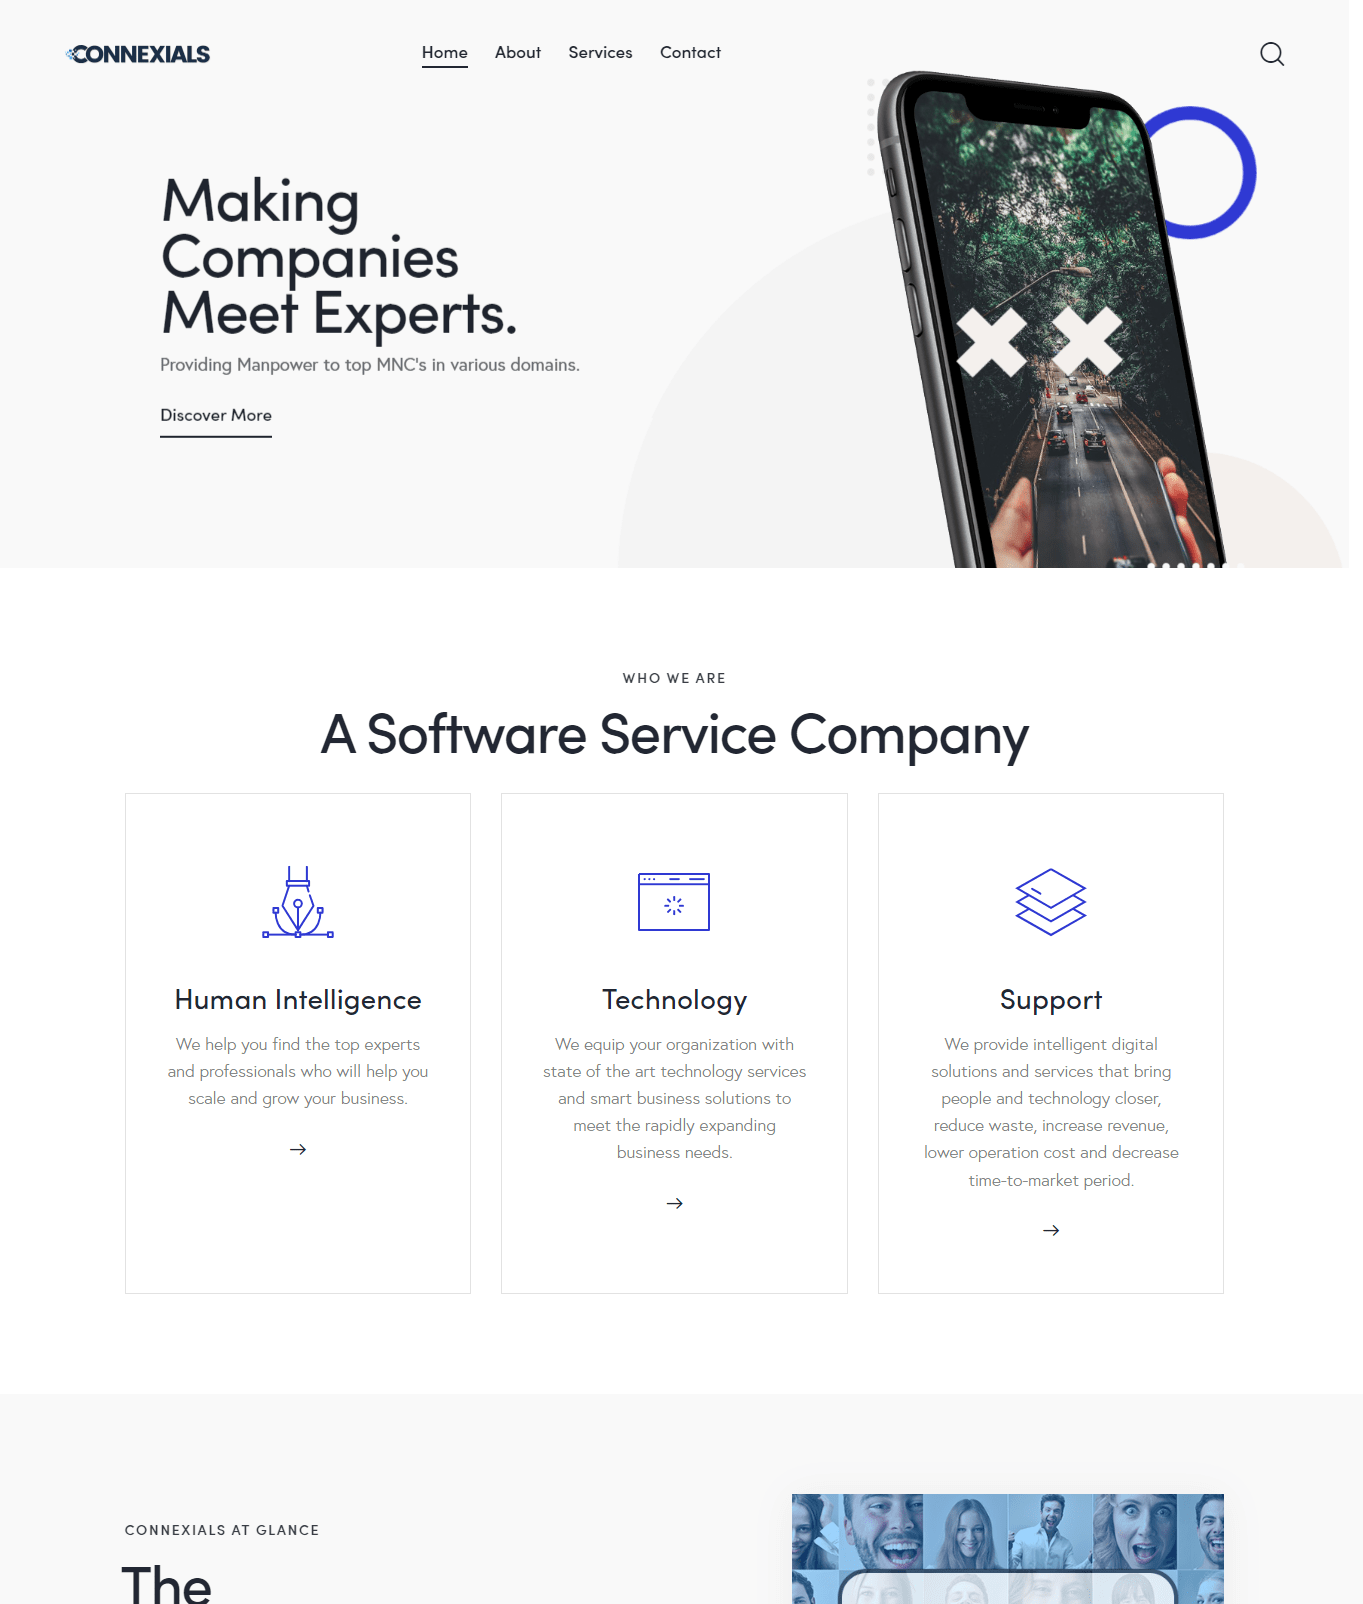 CONNEXIALS
Home About Services Contact
Making
Companies
Meet Experts.
Providing Manpower to top MNC's in various domains.
Discover More
WHO WE ARE
A Software Service Company
Human Intelligence
We help you find the top experts
and professionals who will help you
scale and grow your business.
Technology
We equip your organization with
state of the art technology services
and smart business solutions to
meet the rapidly expanding
business needs.
Support
We provide intelligent digital
solutions and services that bring
people and technology closer,
reduce waste, increase revenue,
lower operation cost and decrease
time-to-market period.
CONNEXIALS AT GLANCE
The